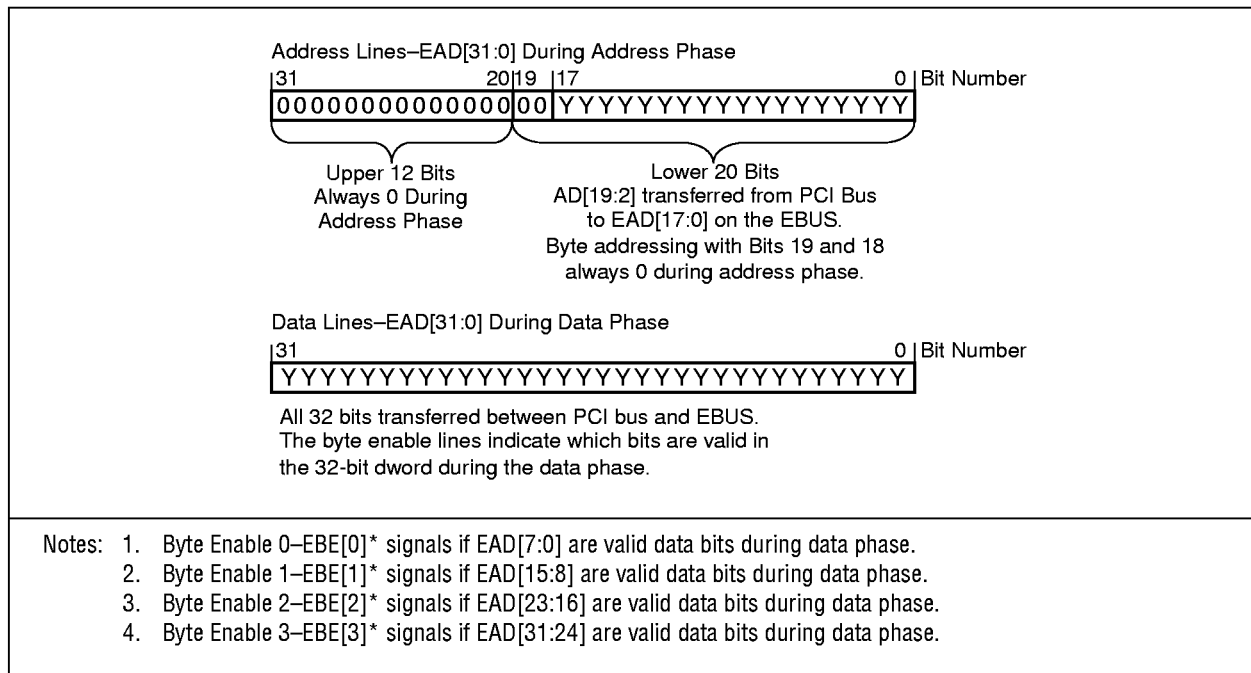 Address Lines–EAD[31:0] During Address Phase
31 20 19 17 0 Bit Number
00000000000000 00 YYYYYYYYYYYYYYYYYY
Upper 12 Bits
Always 0 During
Address Phase
Lower 20 Bits
AD[19:2] transferred from PCI Bus
to EAD[17:0] on the EBUS.
Byte addressing with Bits 19 and 18
always 0 during address phase.
Data Lines–EAD[31:0] During Data Phase
31 0 Bit Number
YYYYYYYYYYYYYYYYYYYYYYYYYYYYYYYY
All 32 bits transferred between PCI bus and EBUS.
The byte enable lines indicate which bits are valid in
the 32-bit dword during the data phase.
Notes: 1. Byte Enable 0–EBE[0]* signals if EAD[7:0] are valid data bits during data phase.
2. Byte Enable 1–EBE[1]* signals if EAD[15:8] are valid data bits during data phase.
3. Byte Enable 2–EBE[2]* signals if EAD[23:16] are valid data bits during data phase.
4. Byte Enable 3–EBE[3]* signals if EAD[31:24] are valid data bits during data phase.